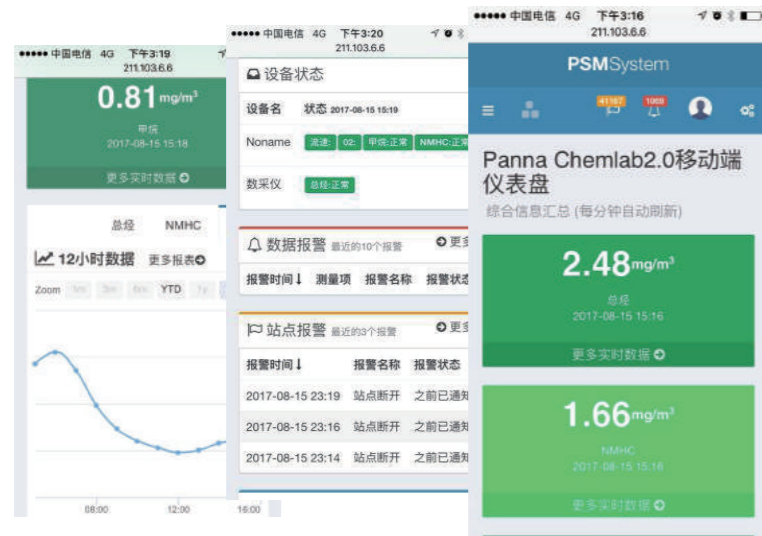 中国电信 4G 下午3:19
211.103.6.6
0.81 mg/m³
甲烷
2017-08-15 15:18
更多实时数据
总烃 NMHC
12小时数据 更多报表
Zoom YTD 1y
08:00 12:00 16:00
中国电信 4G 下午3:20
211.103.6.6
设备状态
设备名 状态 2017-08-15 15:19
Noname 流速: 02: 甲烷:正常 NMHC:正常
数采仪 总烃:正常
数据报警 最近的10个报警 更多
报警时间 测量项 报警名称 报警状态
站点报警 最近的3个报警 更多
报警时间 报警名称 报警状态
2017-08-15 23:19 站点断开 之前已通知
2017-08-15 23:16 站点断开 之前已通知
2017-08-15 23:14 站点断开 之前已通知
中国电信 4G 下午3:16
211.103.6.6
PSMSystem
41167 1069
Panna Chemlab2.0移动端
仪表盘
综合信息汇总 (每分钟自动刷新)
2.48mg/m³
总烃
2017-08-15 15:16
更多实时数据
1.66mg/m³
NMHC
2017-08-15 15:16
更多实时数据